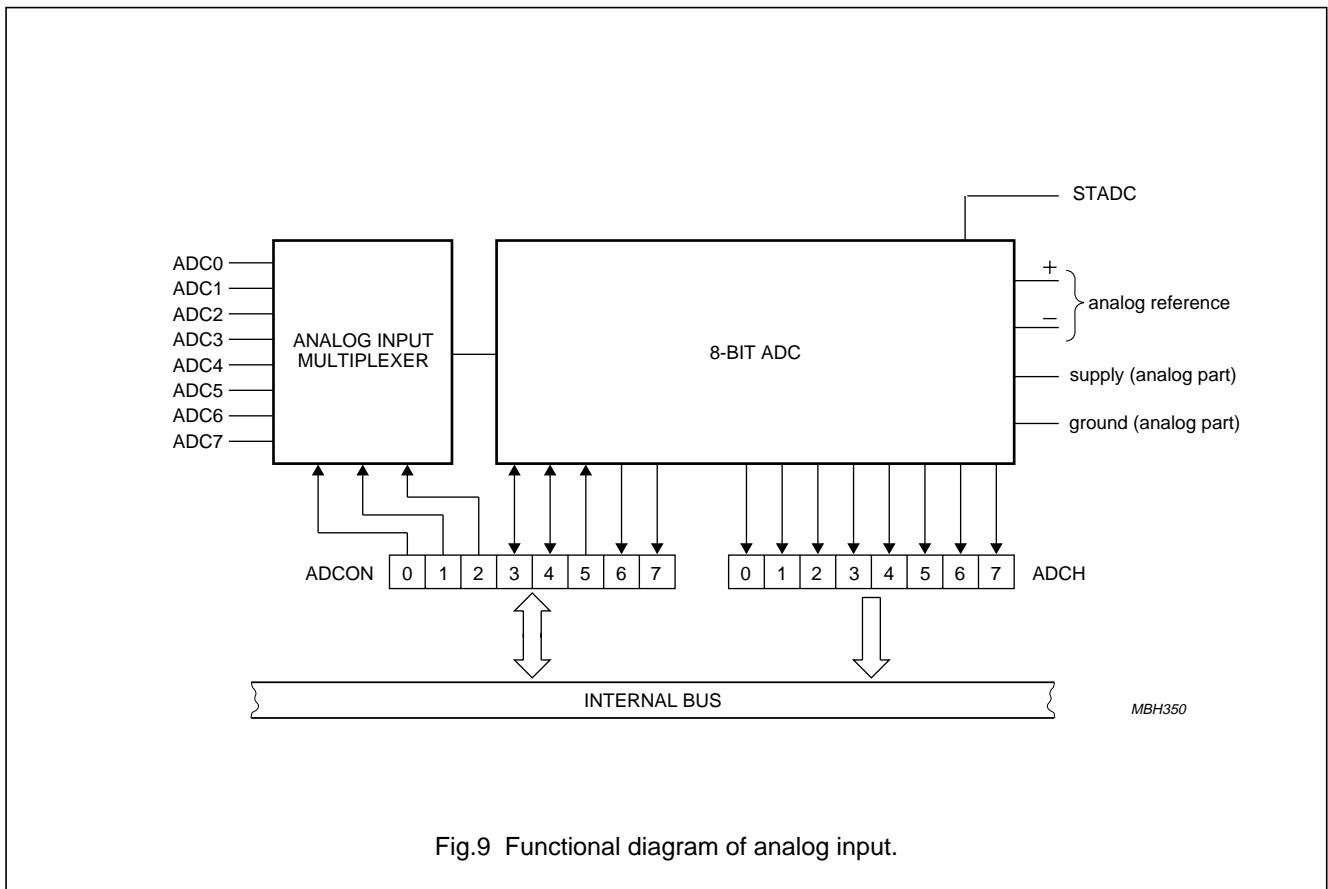 STADC
ADC0
ADC1
ADC2
ADC3
ADC4
ADC5
ADC6
ADC7
ANALOG INPUT
MULTIPLEXER
8-BIT ADC
+
−
analog reference
supply (analog part)
ground (analog part)
ADCON 0 1 2 3 4 5 6 7
0 1 2 3 4 5 6 7 ADCH
INTERNAL BUS
MBH350
Fig.9 Functional diagram of analog input.